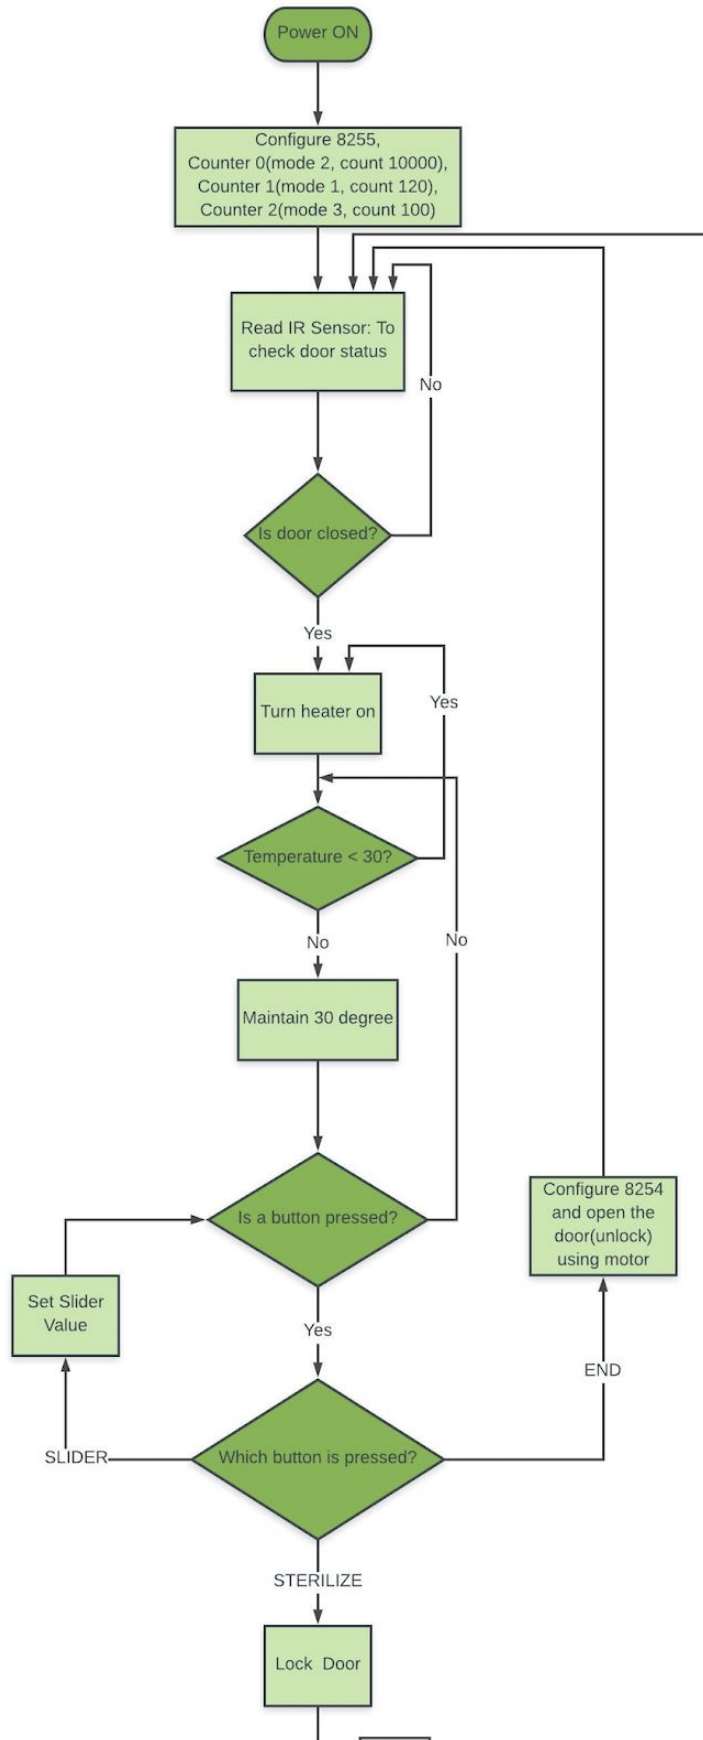 Power ON
Configure 8255,
Counter 0(mode 2, count 10000),
Counter 1(mode 1, count 120),
Counter 2(mode 3, count 100)
Read IR Sensor: To
check door status
No
Is door closed?
Yes
Turn heater on
Yes
Temperature < 30?
No
No
Maintain 30 degree
Is a button pressed?
Configure 8254
and open the
door(unlock)
using motor
Set Slider
Value
Yes
END
SLIDER
Which button is pressed?
STERILIZE
Lock  Door